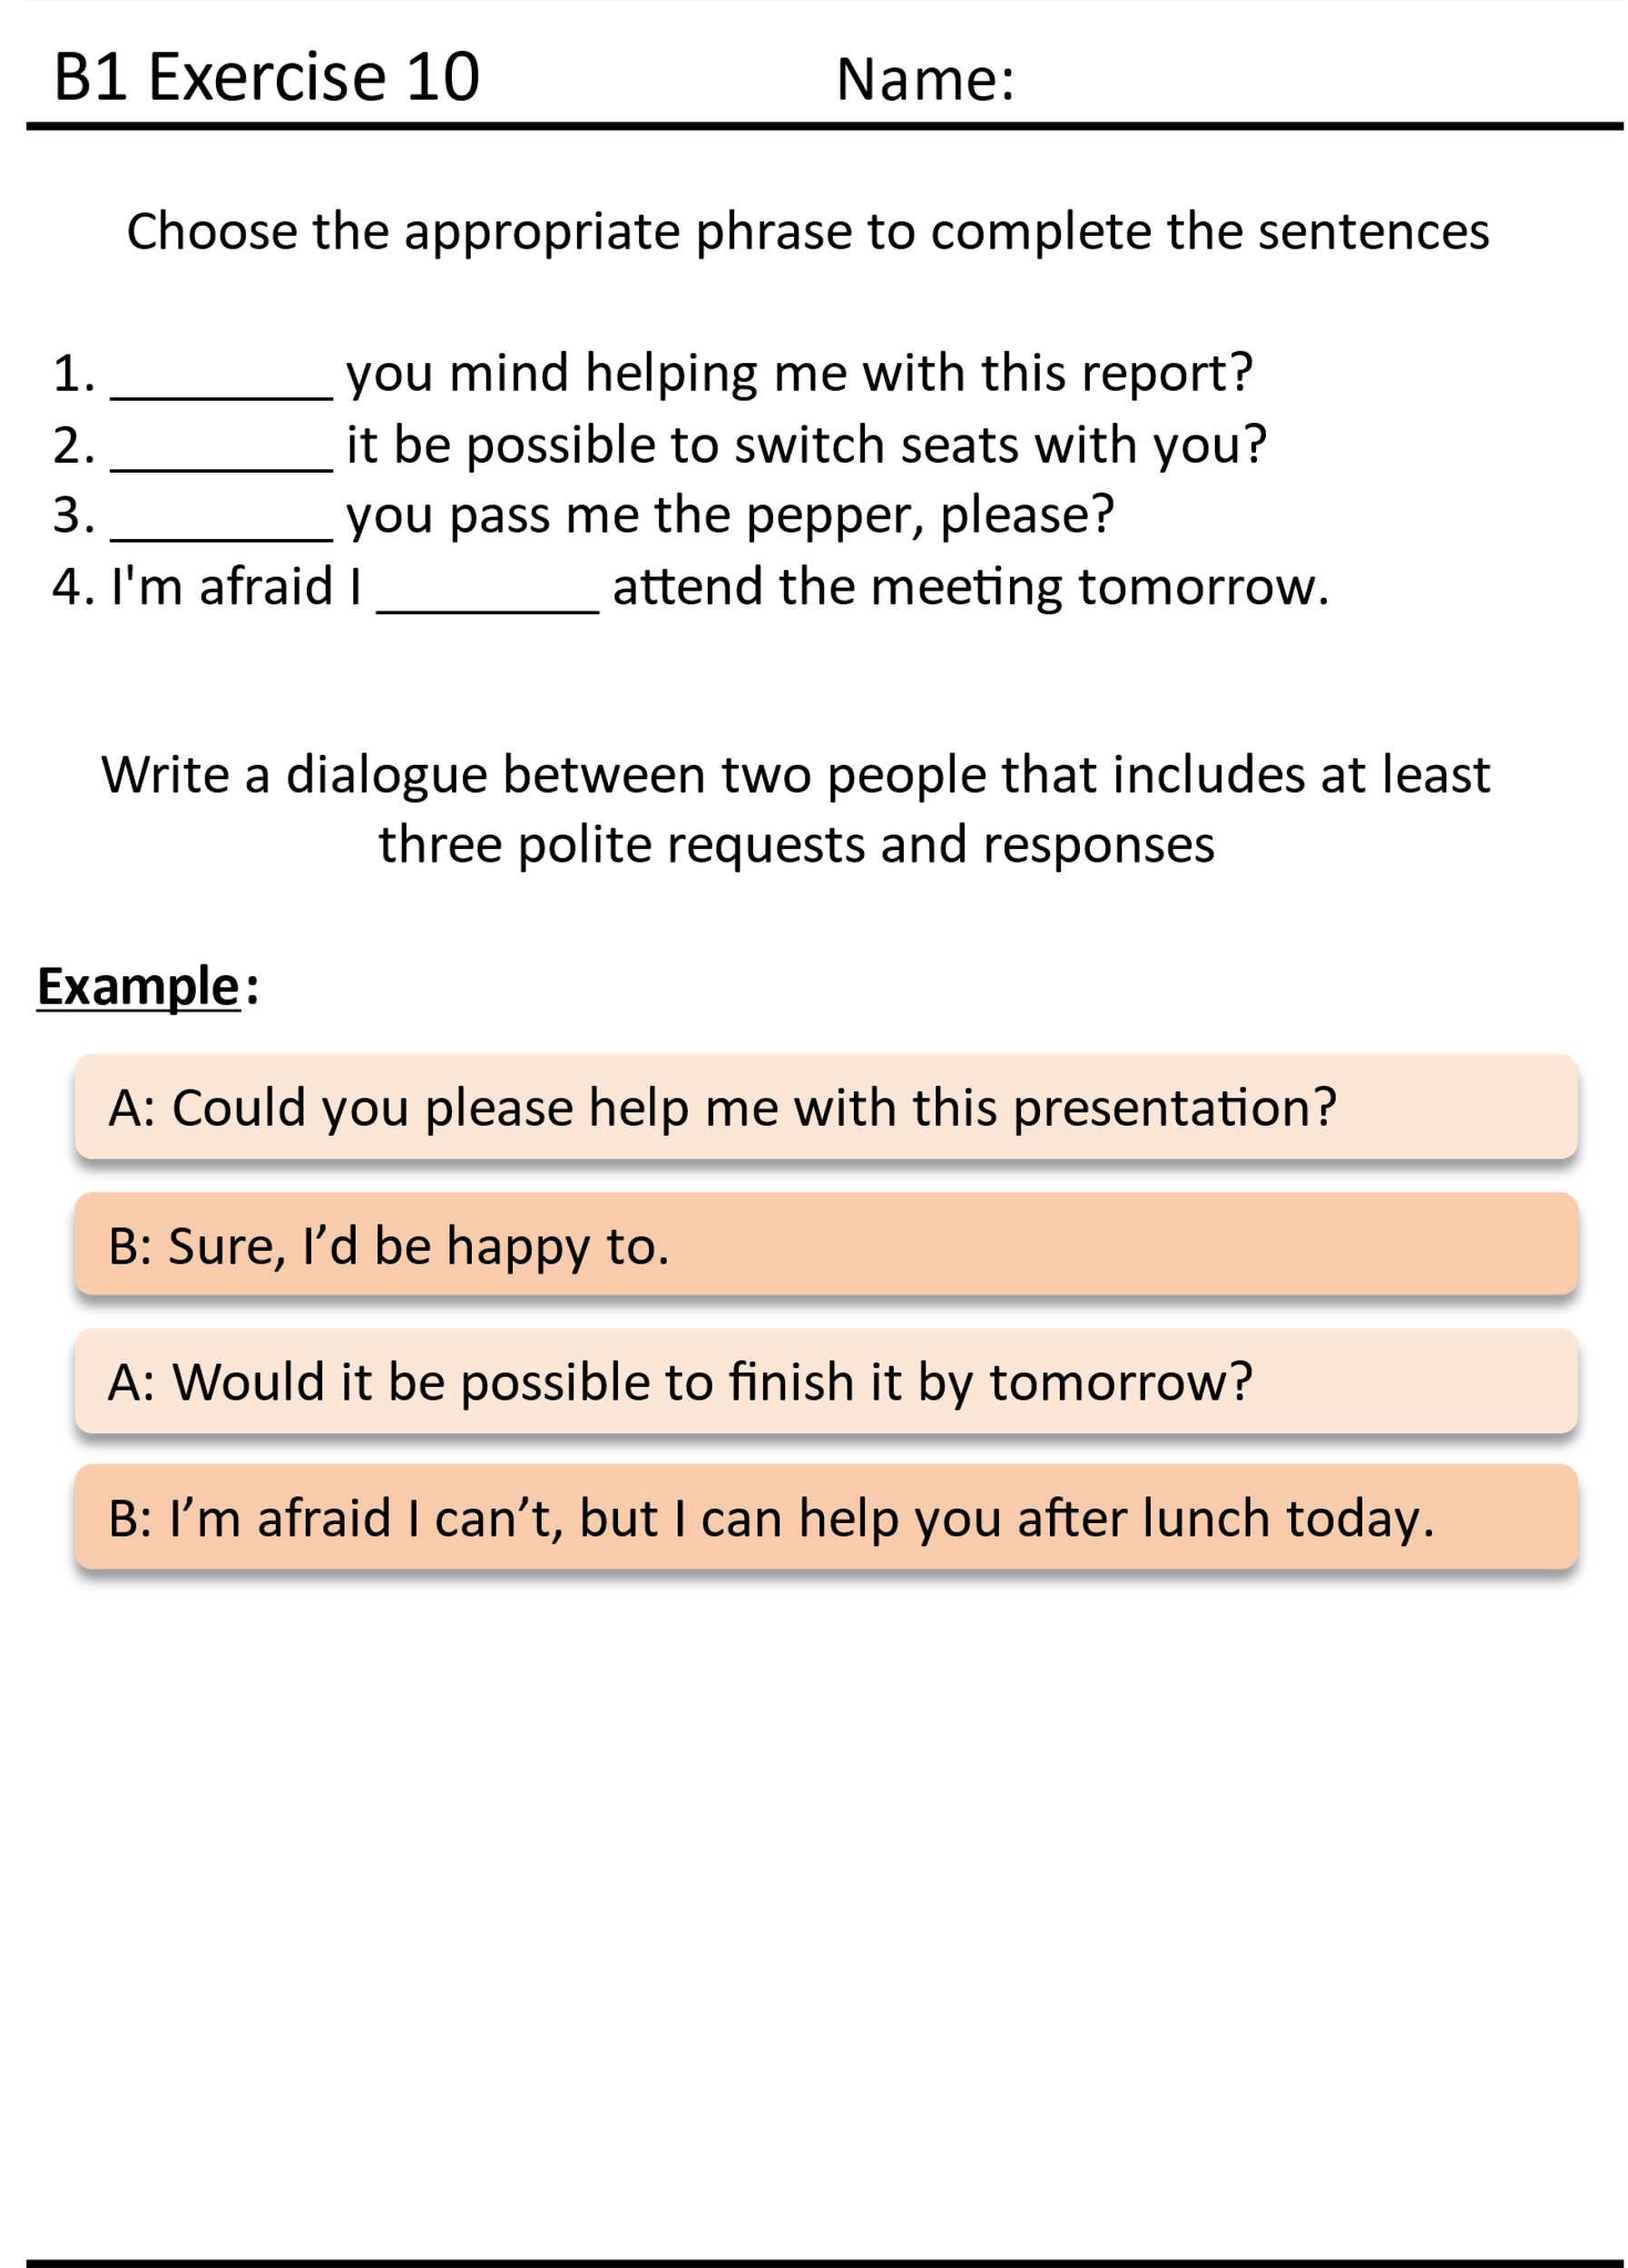 B1 Exercise 10 Name:
Choose the appropriate phrase to complete the sentences
1. ________ you mind helping me with this report?
2. ________ it be possible to switch seats with you?
3. ________ you pass me the pepper, please?
4. I'm afraid I ________ attend the meeting tomorrow.
Write a dialogue between two people that includes at least
three polite requests and responses
Example:
A: Could you please help me with this presentation?
B: Sure, I’d be happy to.
A: Would it be possible to finish it by tomorrow?
B: I’m afraid I can’t, but I can help you after lunch today.